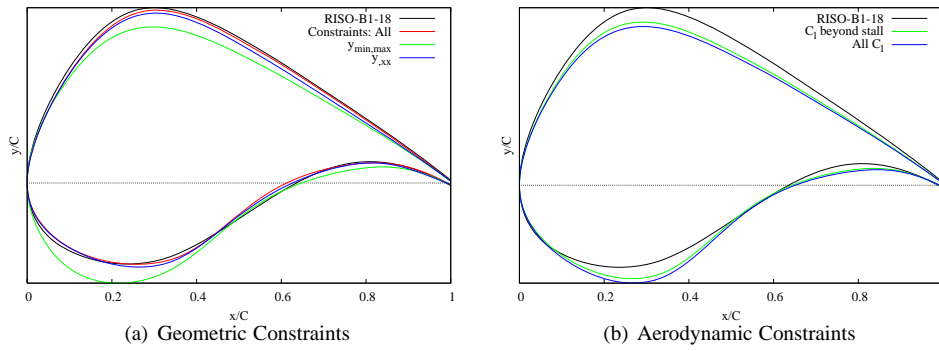 RISO-B1-18
Constraints: All
y_min,max
y_,xx
y/C
0
0.2
0.4
0.6
0.8
1
x/C
(a) Geometric Constraints
RISO-B1-18
C_l beyond stall
All C_l
y/C
0
0.2
0.4
0.6
0.8
x/C
(b) Aerodynamic Constraints